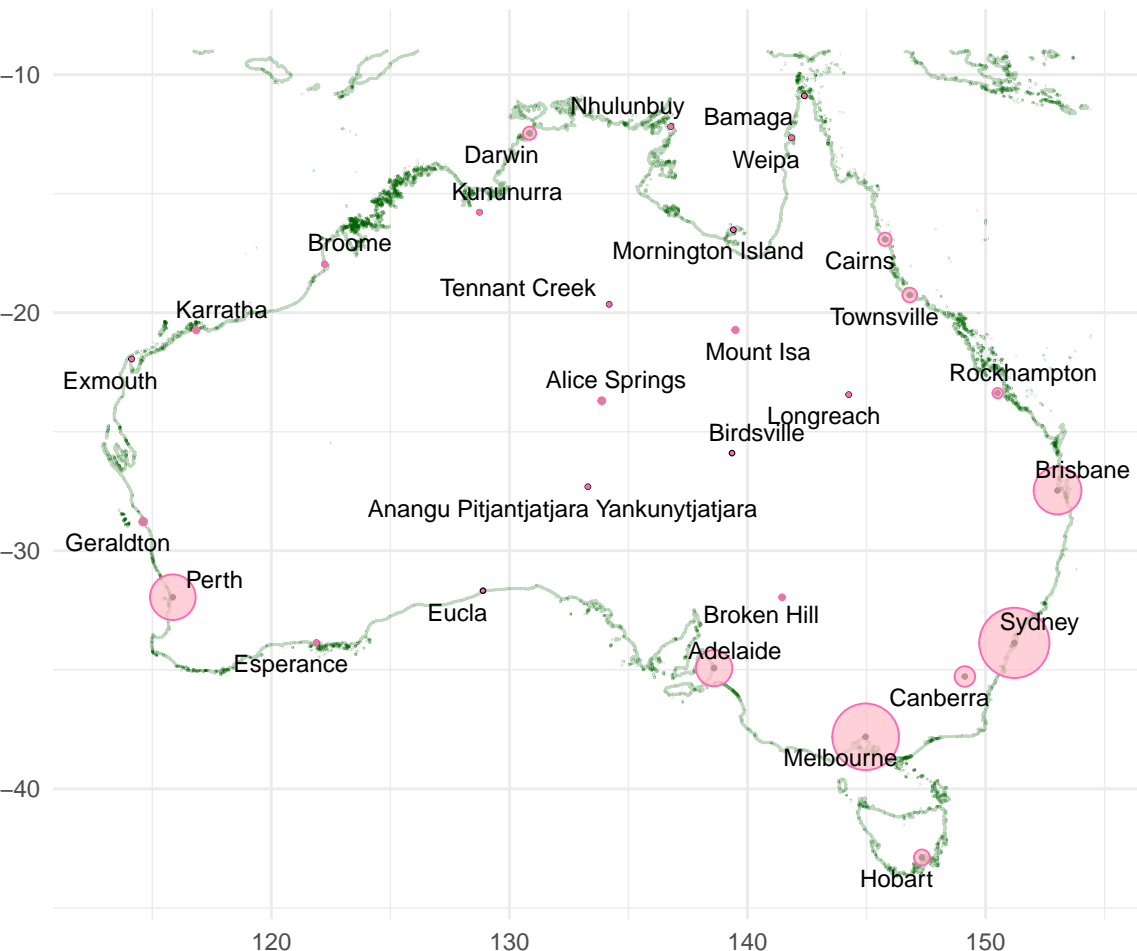 −10
Nhulunbuy
Bamaga
Darwin
Weipa
Kununurra
Broome
Mornington Island
Cairns
Tennant Creek
Karratha
−20
Townsville
Mount Isa
Exmouth
Alice Springs
Rockhampton
Longreach
Birdsville
Brisbane
Anangu Pitjantjatjara Yankunytjatjara
Geraldton
−30
Perth
Eucla
Broken Hill
Sydney
Esperance
Adelaide
Canberra
Melbourne
−40
Hobart
120
130
140
150